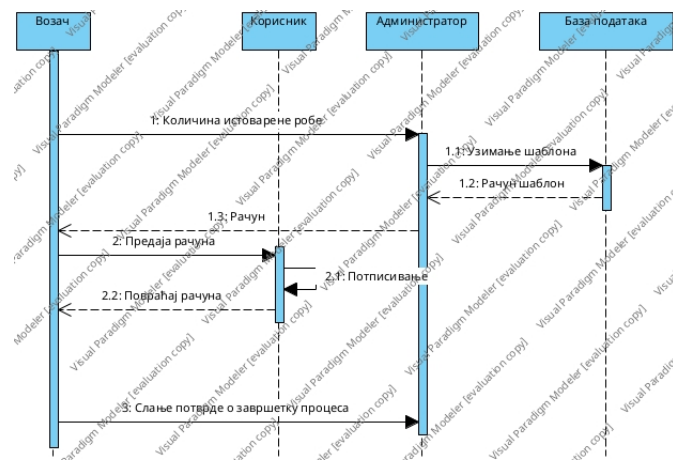 Возач
Корисник
Администратор
База података
1: Количина истоварене робе
1.1: Узимање шаблона
1.2: Рачун шаблон
1.3: Рачун
2: Предаја рачуна
2.1: Потписивање
2.2: Повраћај рачуна
3: Слање потврде о завршетку процеса
Visual Paradigm Modeler [evaluation copy]